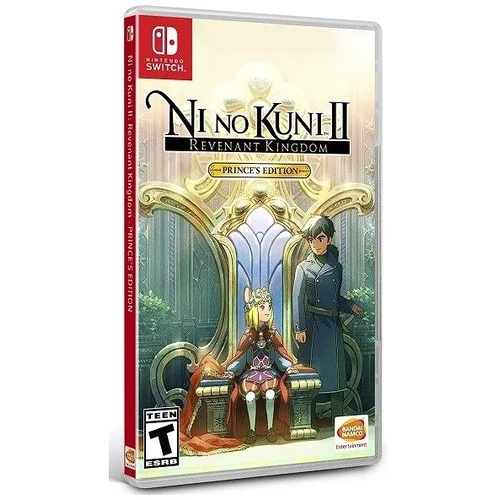 NINTENDO
SWITCH
NI NO KUNI II
REVENANT KINGDOM
PRINCE'S EDITION
Ni no Kuni II: Revenant Kingdom - PRINCE'S EDITION
TEEN
T
ESRB
BANDAI
NAMCO
Entertainment